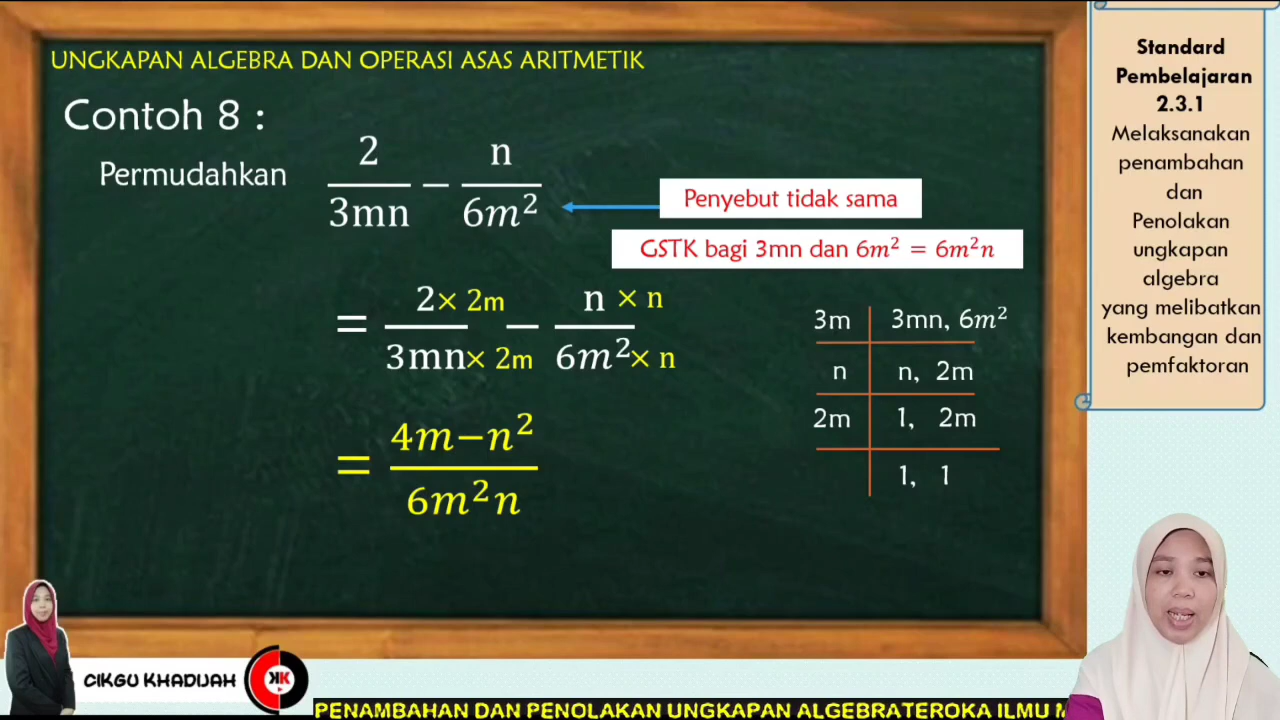 UNGKAPAN ALGEBRA DAN OPERASI ASAS ARITMETIK
Contoh 8 :
Permudahkan 2/3mn − n/6m²
Penyebut tidak sama
GSTK bagi 3mn dan 6m² = 6m²n
= 2 × 2m / 3mn × 2m − n × n / 6m² × n
= 4m−n² / 6m²n
3m | 3mn, 6m²
n | n, 2m
2m | 1, 2m
1, 1
Standard
Pembelajaran
2.3.1
Melaksanakan
penambahan
dan
Penolakan
ungkapan
algebra
yang melibatkan
kembangan dan
pemfaktoran
CIKGU KHADIJAH
KK
PENAMBAHAN DAN PENOLAKAN UNGKAPAN ALGEBRATEROKA ILMU M